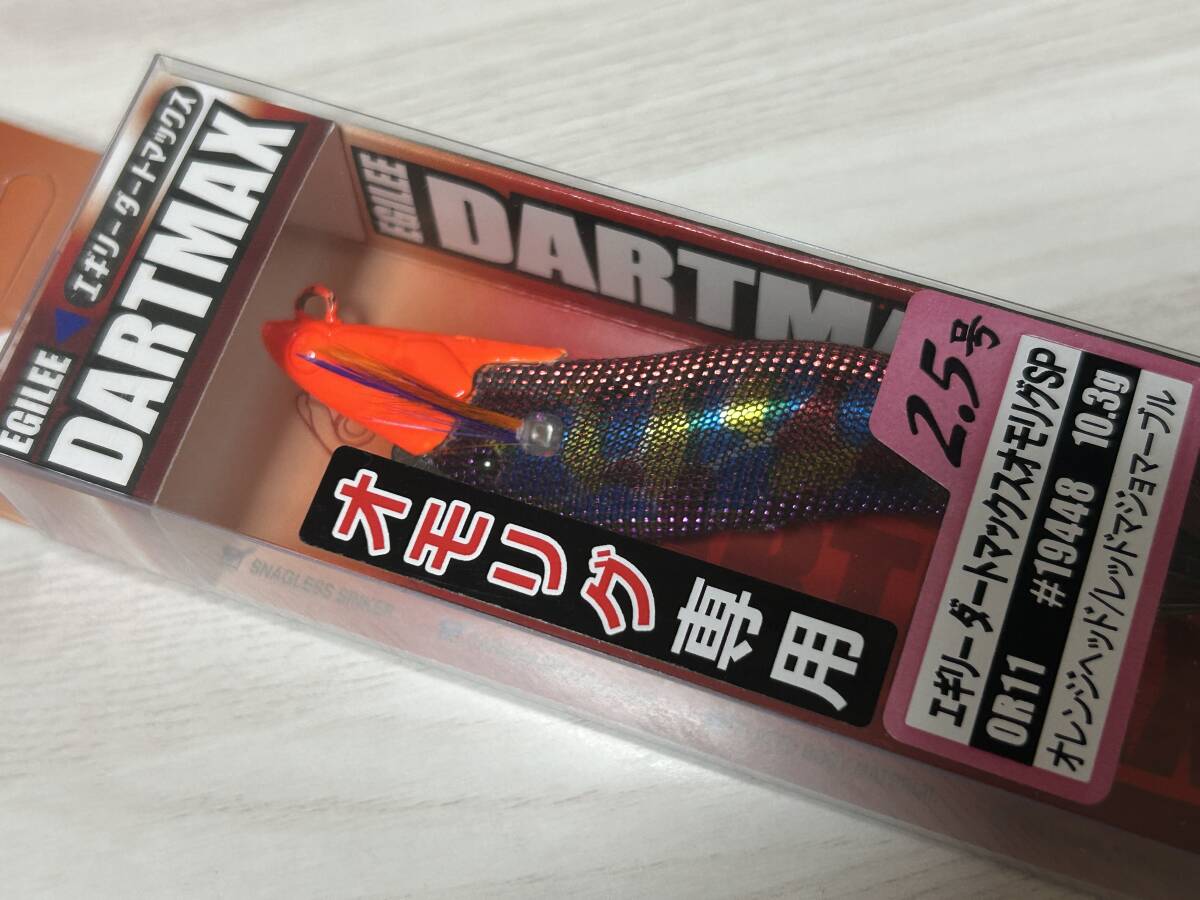 EGILEE
エギリーダートマックス
DARTMAX
EGILEE
DARTMA
オモリグ専用
SNAGLESS SINKER
2.5号
エギリーダートマックスオモリグSP
OR11 #19448 10.3g
オレンジヘッド/レッドマジョマーブル